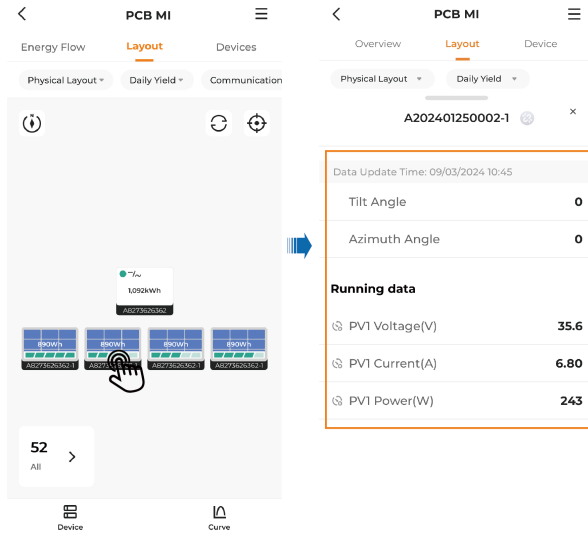 PCB MI
Energy Flow
Layout
Devices
Physical Layout
Daily Yield
Communication
1,092kWh
A8273626362
890Wh
890Wh
890Wh
890Wh
A8273626362-1
A8273626362-1
A8273626362-1
52
All
Device
Curve
PCB MI
Overview
Layout
Device
Physical Layout
Daily Yield
A202401250002-1
×
Data Update Time: 09/03/2024 10:45
Tilt Angle 0
Azimuth Angle 0
Running data
PV1 Voltage(V) 35.6
PV1 Current(A) 6.80
PV1 Power(W) 243